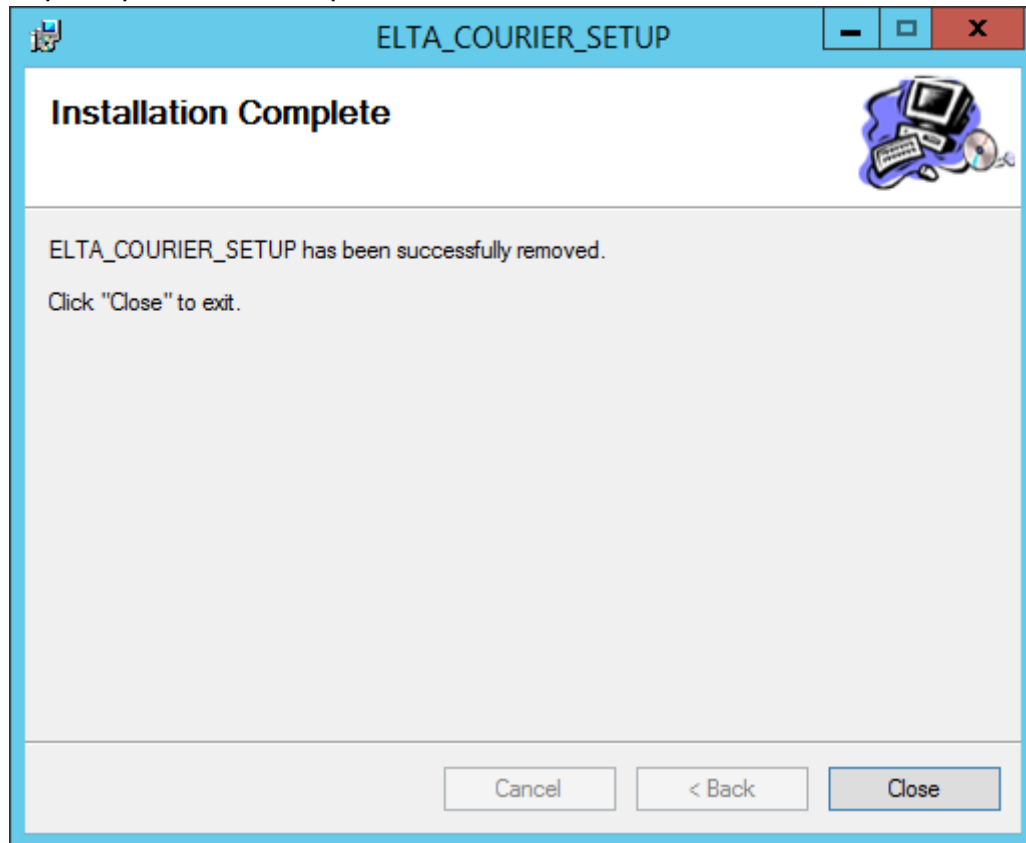 ELTA_COURIER_SETUP
Installation Complete
ELTA_COURIER_SETUP has been successfully removed.
Click "Close" to exit.
Cancel
< Back
Close